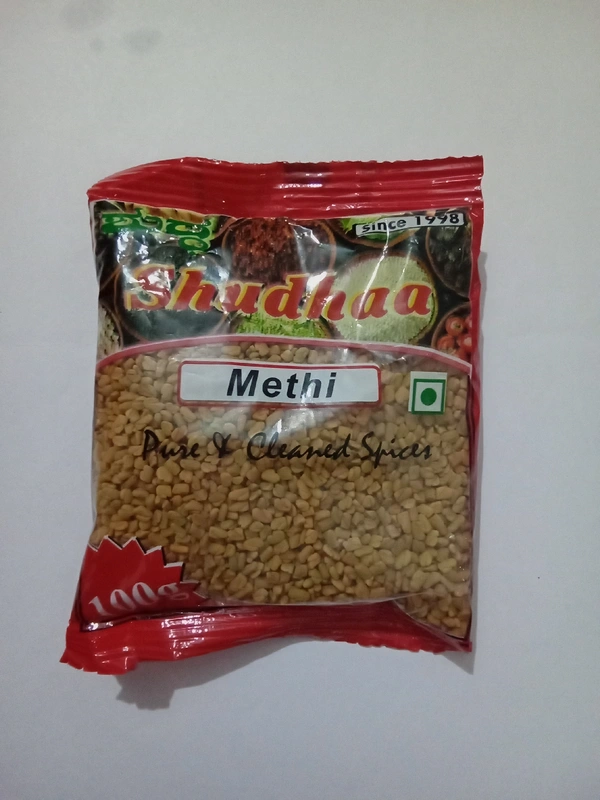 ಶುದ್ಧ
since 1998
Shudhaa
Methi
Pure & Cleaned Spices
100g